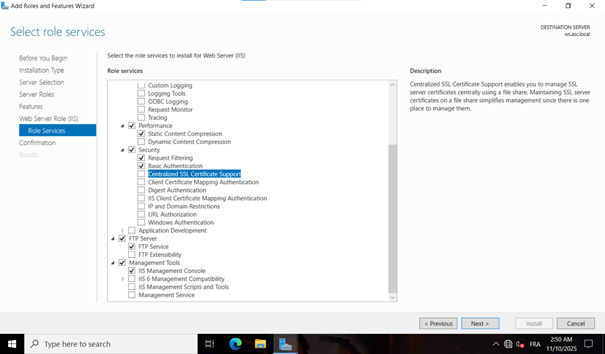 Add Roles and Features Wizard
Select role services
DESTINATION SERVER
ws.asc.local
Before You Begin
Installation Type
Server Selection
Server Roles
Features
Web Server Role (IIS)
Role Services
Confirmation
Results
Select the role services to install for Web Server (IIS)
Role services
Custom Logging
Logging Tools
ODBC Logging
Request Monitor
Tracing
Performance
Static Content Compression
Dynamic Content Compression
Security
Request Filtering
Basic Authentication
Centralized SSL Certificate Support
Client Certificate Mapping Authentication
Digest Authentication
IIS Client Certificate Mapping Authentication
IP and Domain Restrictions
URL Authorization
Windows Authentication
Application Development
FTP Server
FTP Service
FTP Extensibility
Management Tools
IIS Management Console
IIS 6 Management Compatibility
IIS Management Scripts and Tools
Management Service
Description
Centralized SSL Certificate Support enables you to manage SSL
server certificates centrally using a file share. Maintaining SSL server
certificates on a file share simplifies management since there is one
place to manage them.
< Previous
Next >
Install
Cancel
Type here to search
FRA
2:50 AM
11/10/2025